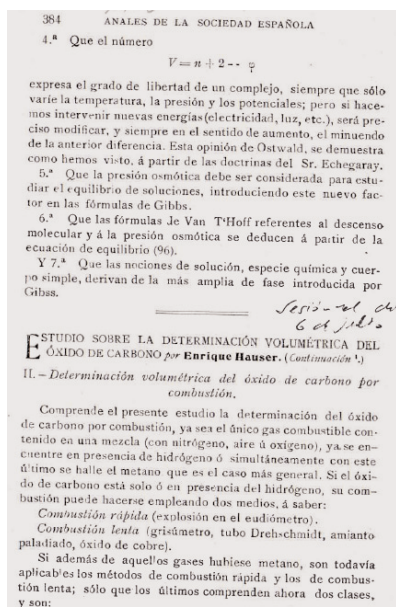 384 ANALES DE LA SOCIEDAD ESPAÑOLA
4.ª Que el número
V = n + 2 -- φ
expresa el grado de libertad de un complejo, siempre que sólo
varíe la temperatura, la presión y los potenciales; pero si hace-
mos intervenir nuevas energías (electricidad, luz, etc.), será pre-
ciso modificar, y siempre en el sentido de aumento, el minuendo
de la anterior diferencia. Esta opinión de Ostwald, se demuestra
como hemos visto, á partir de las doctrinas del Sr. Echegaray.
5.ª Que la presión osmótica debe ser considerada para estu-
diar el equilibrio de soluciones, introduciendo este nuevo fac-
tor en las fórmulas de Gibbs.
6.ª Que las fórmulas de Van T'Hoff referentes al descenso
molecular y á la presión osmótica se deducen á partir de la
ecuación de equilibrio (96).
Y 7.ª Que las nociones de solución, especie química y cuer-
po simple, derivan de la más amplia de fase introducida por
Gibss.
Sesión del de
6 de julio
ESTUDIO SOBRE LA DETERMINACIÓN VOLUMÉTRICA DEL
ÓXIDO DE CARBONO por Enrique Hauser. (Continuación ¹.)
II.—Determinación volumétrica del óxido de carbono por
combustión.
Comprende el presente estudio la determinación del óxido
de carbono por combustión, ya sea el único gas combustible con-
tenido en una mezcla (con nitrógeno, aire ú oxígeno), ya se en-
cuentre en presencia de hidrógeno ó simultáneamente con este
último se halle el metano que es el caso más general. Si el óxi-
do de carbono está solo ó en presencia del hidrógeno, su com-
bustión puede hacerse empleando dos medios, á saber:
Combustión rápida (explosión en el eudiómetro).
Combustión lenta (grisúmetro, tubo Drehschmidt, amianto
paladiado, óxido de cobre).
Si además de aquellos gases hubiese metano, son todavía
aplicables los métodos de combustión rápida y los de combus-
tión lenta; sólo que los últimos comprenden ahora dos clases,
y son: